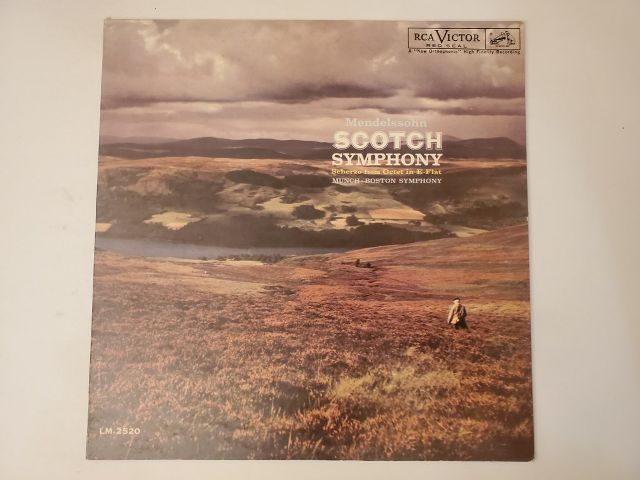 RCA VICTOR
RED SEAL
A "New Orthophonic" High Fidelity Recording
Mendelssohn
SCOTCH
SYMPHONY
Scherzo from Octet in E-Flat
MUNCH · BOSTON SYMPHONY
LM-2520